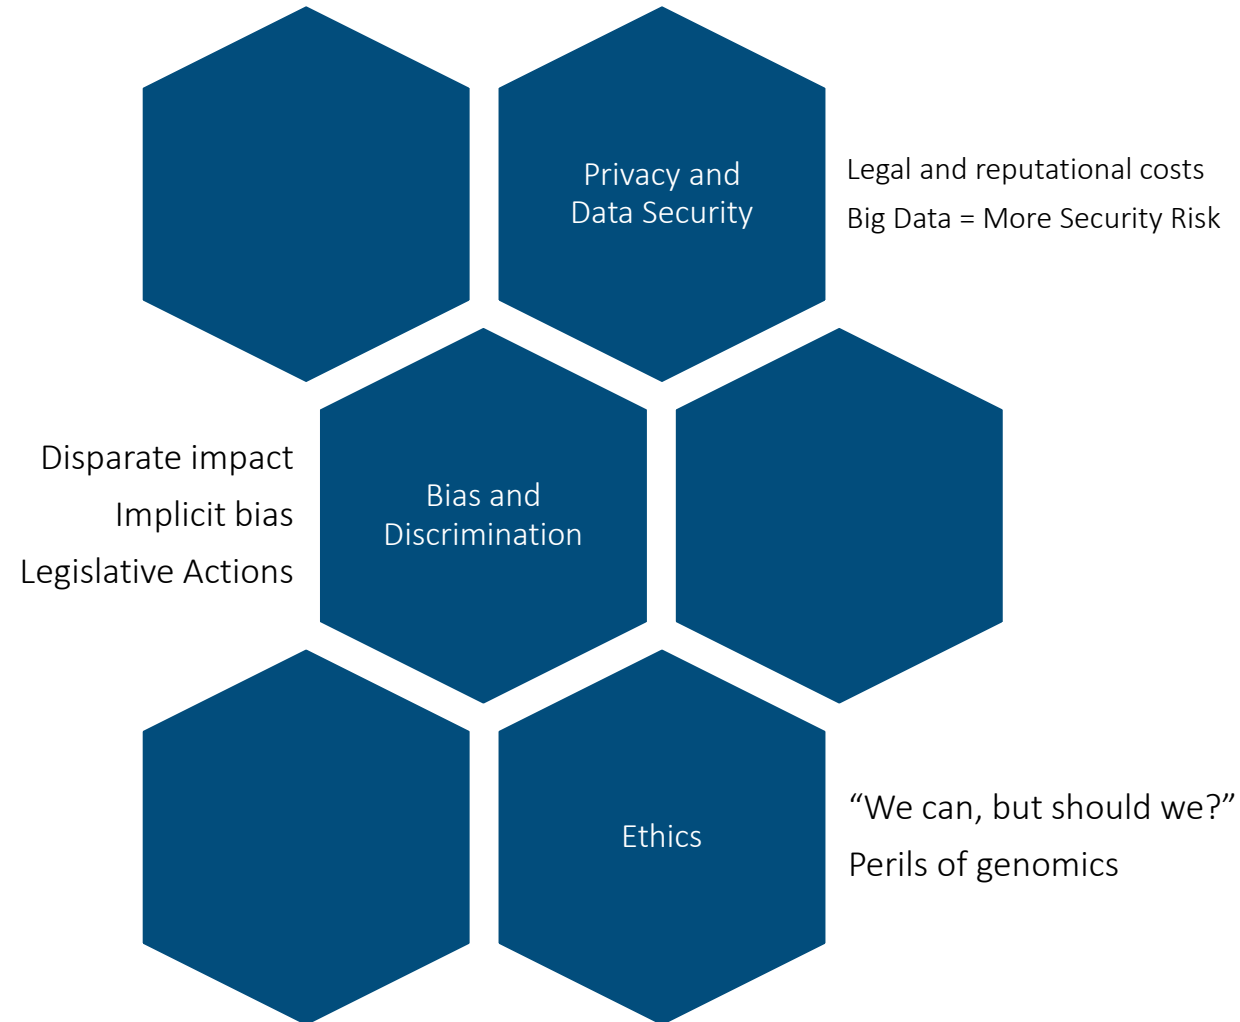 Privacy and
Data Security
Legal and reputational costs
Big Data = More Security Risk
Disparate impact
Implicit bias
Legislative Actions
Bias and
Discrimination
Ethics
“We can, but should we?”
Perils of genomics